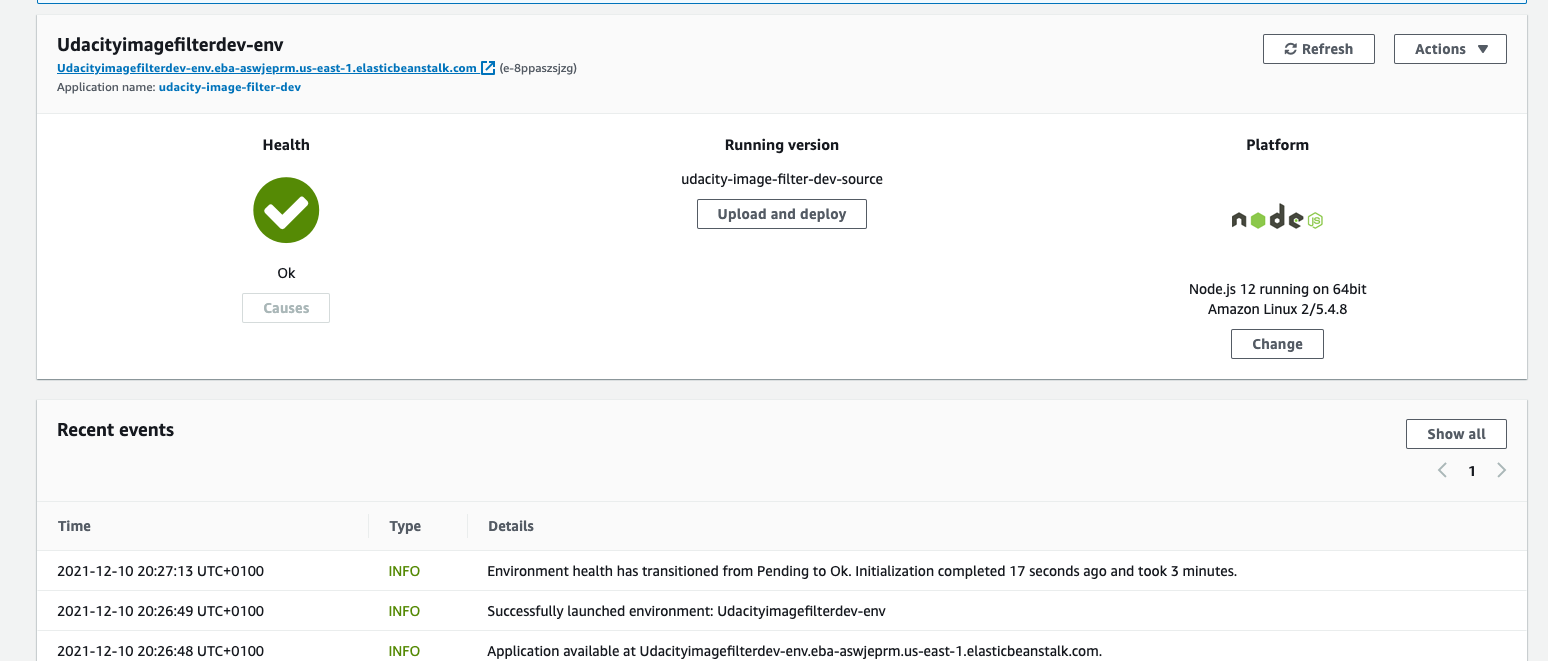 Udacityimagefilterdev-env
Refresh
Actions
Udacityimagefilterdev-env.eba-aswjeprm.us-east-1.elasticbeanstalk.com (e-8ppaszsjzg)
Application name: udacity-image-filter-dev
Health
Ok
Causes
Running version
udacity-image-filter-dev-source
Upload and deploy
Platform
node JS
Node.js 12 running on 64bit
Amazon Linux 2/5.4.8
Change
Recent events
Show all
1
Time Type Details
2021-12-10 20:27:13 UTC+0100 INFO Environment health has transitioned from Pending to Ok. Initialization completed 17 seconds ago and took 3 minutes.
2021-12-10 20:26:49 UTC+0100 INFO Successfully launched environment: Udacityimagefilterdev-env
2021-12-10 20:26:48 UTC+0100 INFO Application available at Udacityimagefilterdev-env.eba-aswjeprm.us-east-1.elasticbeanstalk.com.